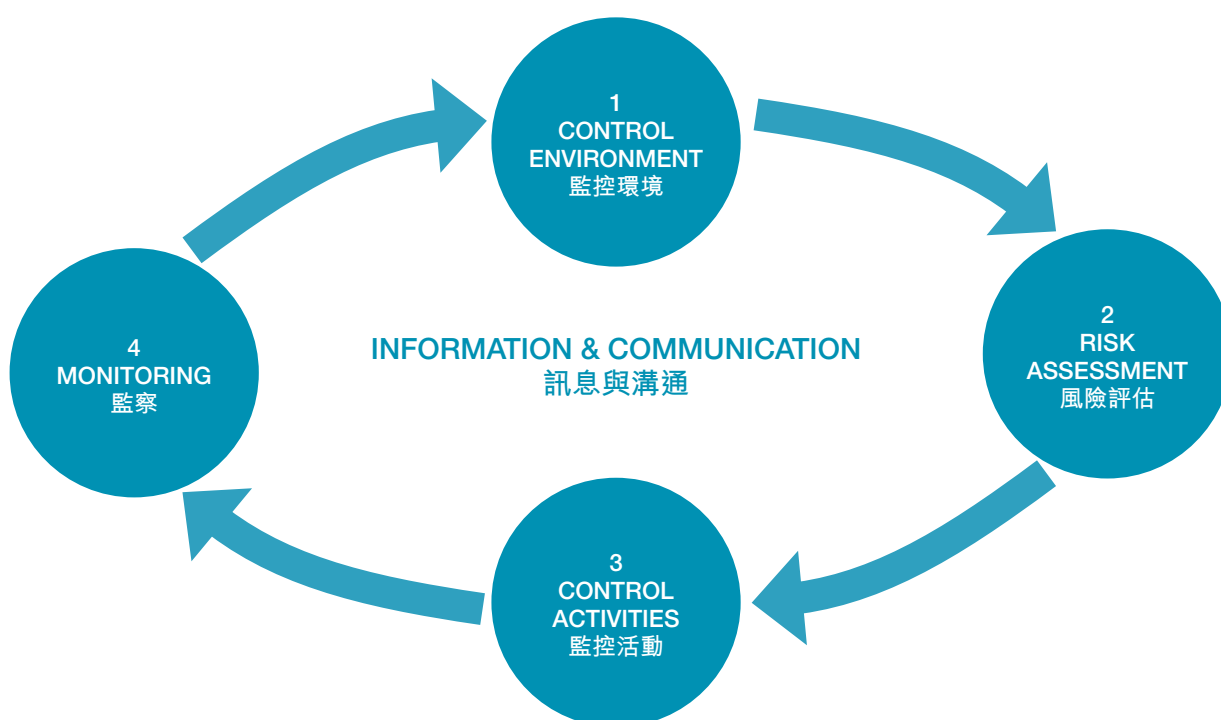 1
CONTROL
ENVIRONMENT
監控環境
2
RISK
ASSESSMENT
風險評估
INFORMATION & COMMUNICATION
訊息與溝通
3
CONTROL
ACTIVITIES
監控活動
4
MONITORING
監察